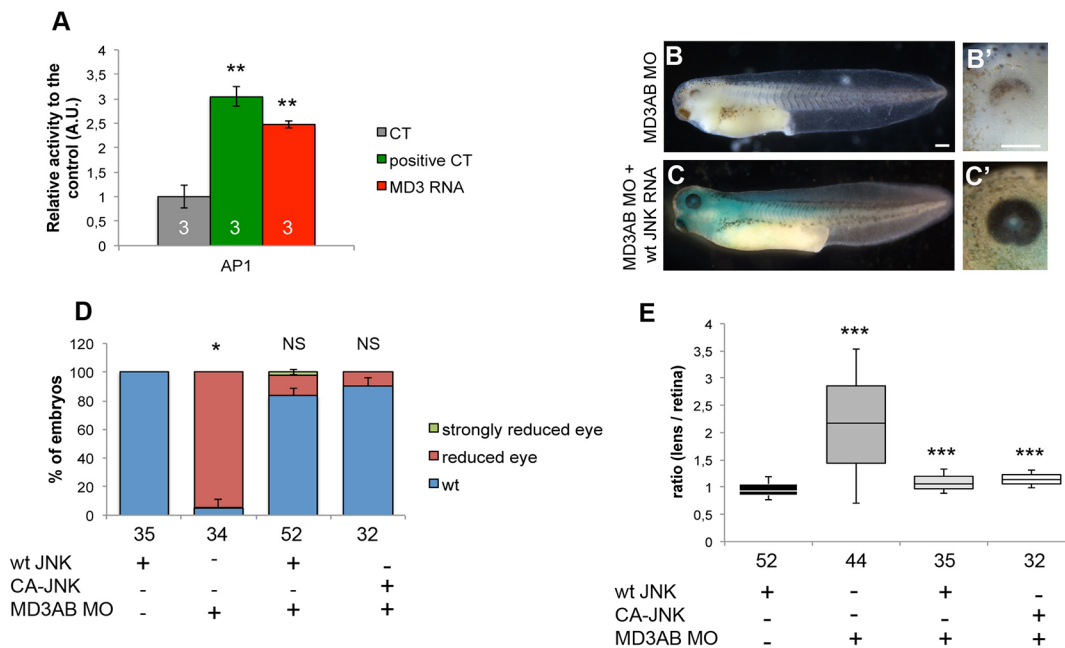 A
Relative activity to the
control (A.U.)
4
3,5
3
2,5
2
1,5
1
0,5
0
**
**
3
3
3
AP1
CT
positive CT
MD3 RNA
MD3AB MO
B
B'
MD3AB MO +
wt JNK RNA
C
C'
D
% of embryos
120
100
80
60
40
20
0
*
NS
NS
strongly reduced eye
reduced eye
wt
35 34 52 32
wt JNK + - + -
CA-JNK - - - +
MD3AB MO - + + +
E
ratio (lens / retina)
4
3,5
3
2,5
2
1,5
1
0,5
0
***
***
***
52 44 35 32
wt JNK + - + -
CA-JNK - - - +
MD3AB MO - + + +